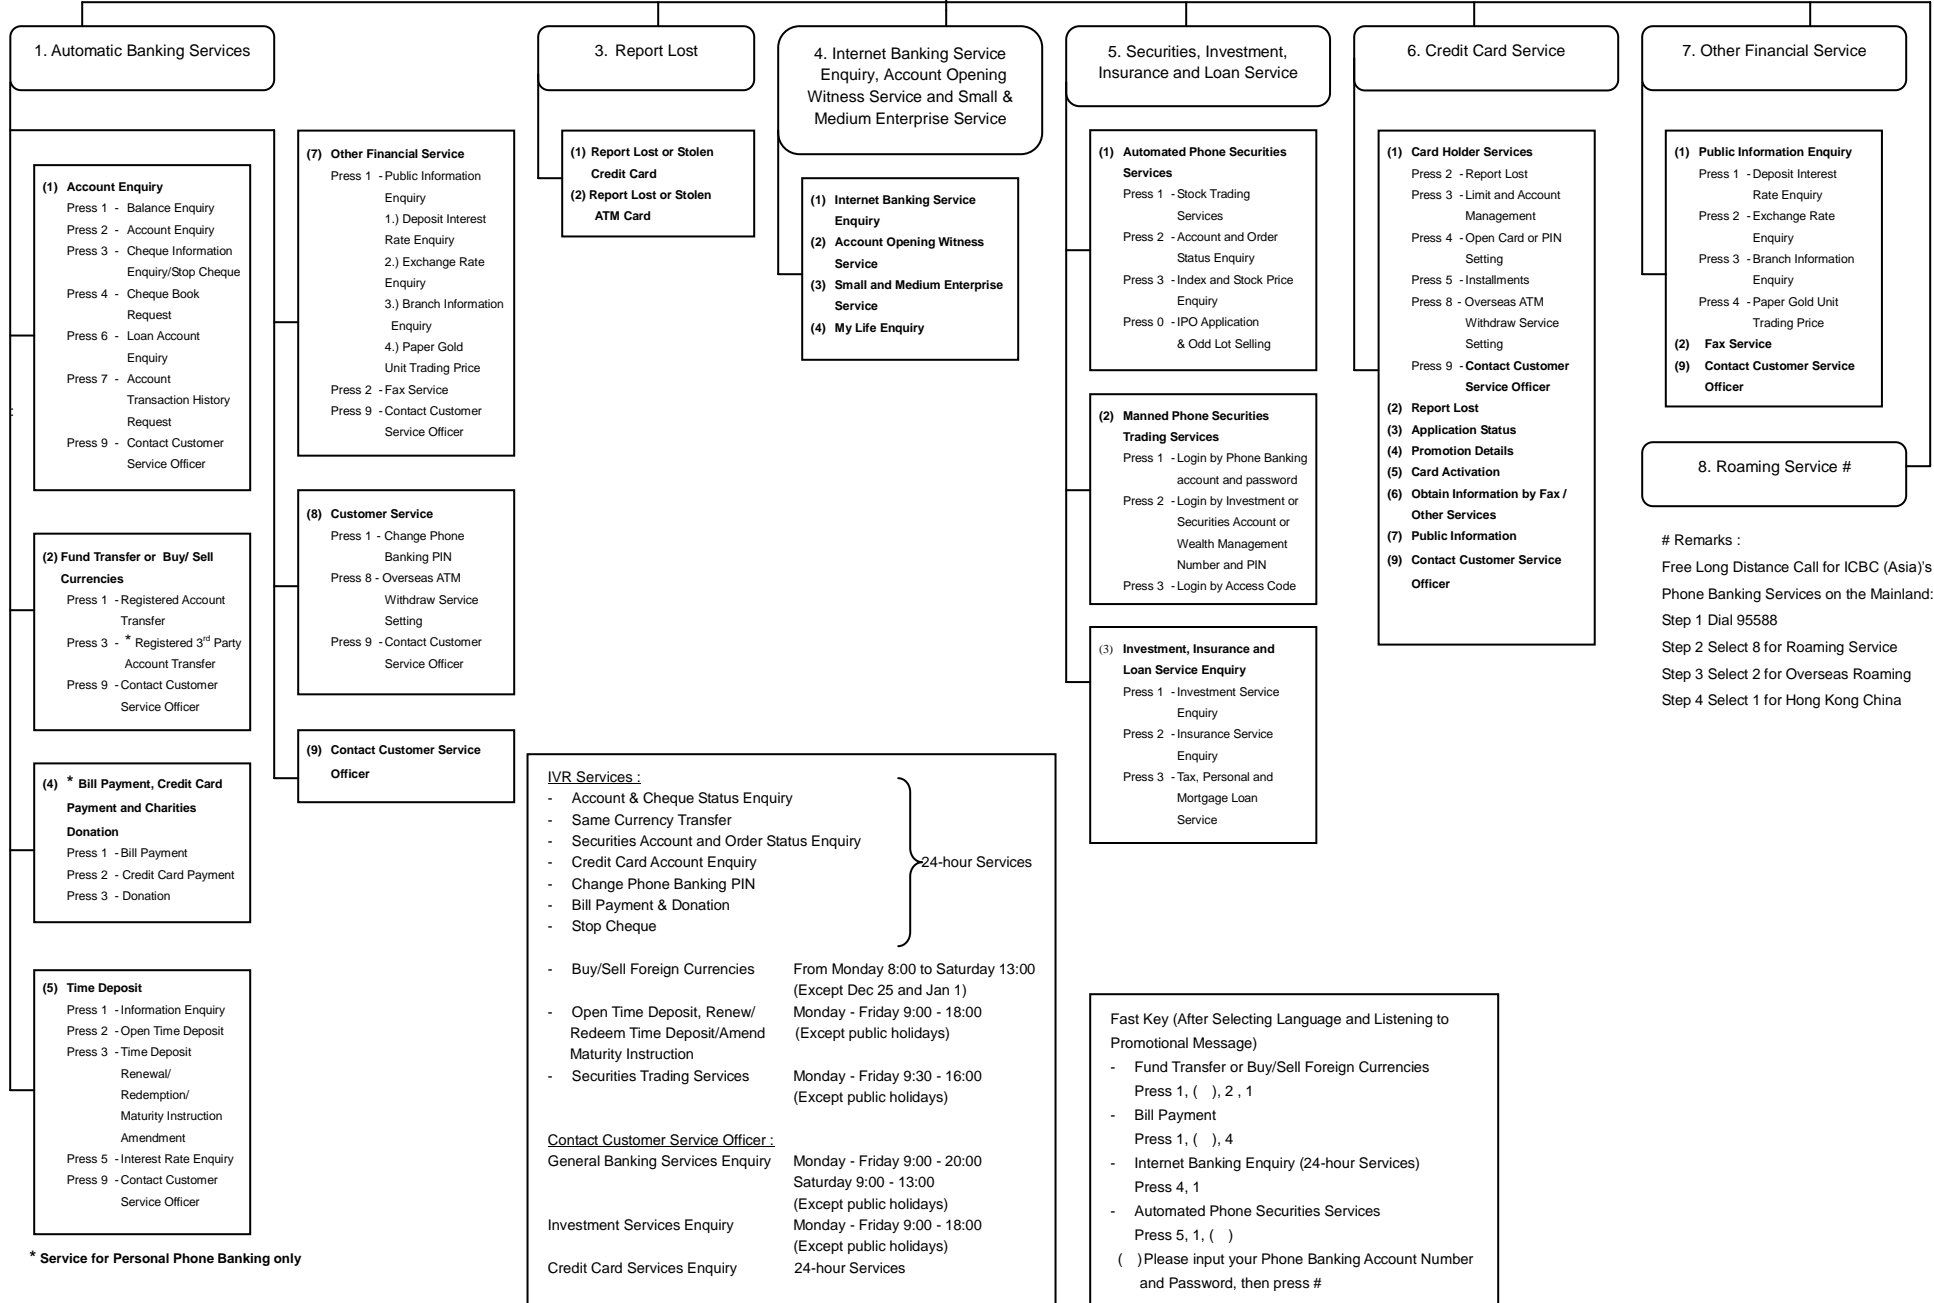 1. Automatic Banking Services
(1) Account Enquiry
Press 1 - Balance Enquiry
Press 2 - Account Enquiry
Press 3 - Cheque Information
Enquiry/Stop Cheque
Press 4 - Cheque Book
Request
Press 6 - Loan Account
Enquiry
Press 7 - Account
Transaction History
Request
Press 9 - Contact Customer
Service Officer
:
(2) Fund Transfer or Buy/ Sell
Currencies
Press 1 - Registered Account
Transfer
Press 3 - * Registered 3rd Party
Account Transfer
Press 9 - Contact Customer
Service Officer
(4) * Bill Payment, Credit Card
Payment and Charities
Donation
Press 1 - Bill Payment
Press 2 - Credit Card Payment
Press 3 - Donation
(5) Time Deposit
Press 1 - Information Enquiry
Press 2 - Open Time Deposit
Press 3 - Time Deposit
Renewal/
Redemption/
Maturity Instruction
Amendment
Press 5 - Interest Rate Enquiry
Press 9 - Contact Customer
Service Officer
* Service for Personal Phone Banking only
(7) Other Financial Service
Press 1 - Public Information
Enquiry
1.) Deposit Interest
Rate Enquiry
2.) Exchange Rate
Enquiry
3.) Branch Information
Enquiry
4.) Paper Gold
Unit Trading Price
Press 2 - Fax Service
Press 9 - Contact Customer
Service Officer
(8) Customer Service
Press 1 - Change Phone
Banking PIN
Press 8 - Overseas ATM
Withdraw Service
Setting
Press 9 - Contact Customer
Service Officer
(9) Contact Customer Service
Officer
3. Report Lost
(1) Report Lost or Stolen
Credit Card
(2) Report Lost or Stolen
ATM Card
4. Internet Banking Service
Enquiry, Account Opening
Witness Service and Small &
Medium Enterprise Service
(1) Internet Banking Service
Enquiry
(2) Account Opening Witness
Service
(3) Small and Medium Enterprise
Service
(4) My Life Enquiry
5. Securities, Investment,
Insurance and Loan Service
(1) Automated Phone Securities
Services
Press 1 - Stock Trading
Services
Press 2 - Account and Order
Status Enquiry
Press 3 - Index and Stock Price
Enquiry
Press 0 - IPO Application
& Odd Lot Selling
(2) Manned Phone Securities
Trading Services
Press 1 - Login by Phone Banking
account and password
Press 2 - Login by Investment or
Securities Account or
Wealth Management
Number and PIN
Press 3 - Login by Access Code
(3) Investment, Insurance and
Loan Service Enquiry
Press 1 - Investment Service
Enquiry
Press 2 - Insurance Service
Enquiry
Press 3 - Tax, Personal and
Mortgage Loan
Service
6. Credit Card Service
(1) Card Holder Services
Press 2 - Report Lost
Press 3 - Limit and Account
Management
Press 4 - Open Card or PIN
Setting
Press 5 - Installments
Press 8 - Overseas ATM
Withdraw Service
Setting
Press 9 - Contact Customer
Service Officer
(2) Report Lost
(3) Application Status
(4) Promotion Details
(5) Card Activation
(6) Obtain Information by Fax /
Other Services
(7) Public Information
(9) Contact Customer Service
Officer
7. Other Financial Service
(1) Public Information Enquiry
Press 1 - Deposit Interest
Rate Enquiry
Press 2 - Exchange Rate
Enquiry
Press 3 - Branch Information
Enquiry
Press 4 - Paper Gold Unit
Trading Price
(2) Fax Service
(9) Contact Customer Service
Officer
8. Roaming Service #
# Remarks :
Free Long Distance Call for ICBC (Asia)'s
Phone Banking Services on the Mainland:
Step 1 Dial 95588
Step 2 Select 8 for Roaming Service
Step 3 Select 2 for Overseas Roaming
Step 4 Select 1 for Hong Kong China
IVR Services :
- Account & Cheque Status Enquiry
- Same Currency Transfer
- Securities Account and Order Status Enquiry
- Credit Card Account Enquiry
- Change Phone Banking PIN
- Bill Payment & Donation
- Stop Cheque
24-hour Services
- Buy/Sell Foreign Currencies From Monday 8:00 to Saturday 13:00
(Except Dec 25 and Jan 1)
- Open Time Deposit, Renew/ Monday - Friday 9:00 - 18:00
Redeem Time Deposit/Amend (Except public holidays)
Maturity Instruction
- Securities Trading Services Monday - Friday 9:30 - 16:00
(Except public holidays)
Contact Customer Service Officer :
General Banking Services Enquiry Monday - Friday 9:00 - 20:00
Saturday 9:00 - 13:00
(Except public holidays)
Investment Services Enquiry Monday - Friday 9:00 - 18:00
(Except public holidays)
Credit Card Services Enquiry 24-hour Services
Fast Key (After Selecting Language and Listening to
Promotional Message)
- Fund Transfer or Buy/Sell Foreign Currencies
Press 1, ( ), 2 , 1
- Bill Payment
Press 1, ( ), 4
- Internet Banking Enquiry (24-hour Services)
Press 4, 1
- Automated Phone Securities Services
Press 5, 1, ( )
( ) Please input your Phone Banking Account Number
and Password, then press #